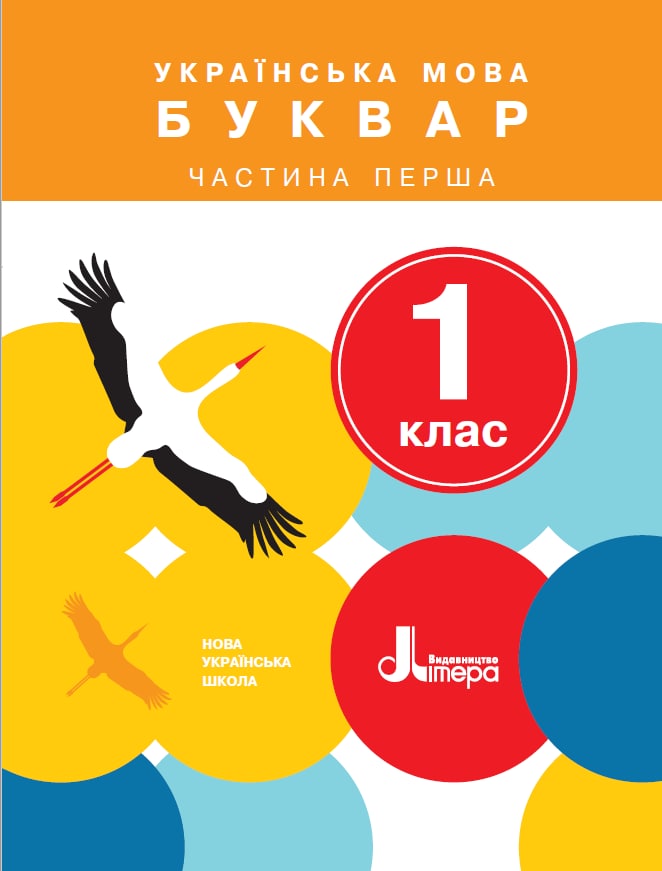 УКРАЇНСЬКА МОВА
БУКВАР
ЧАСТИНА ПЕРША
1
клас
НОВА
УКРАЇНСЬКА
ШКОЛА
Видавництво
Літера